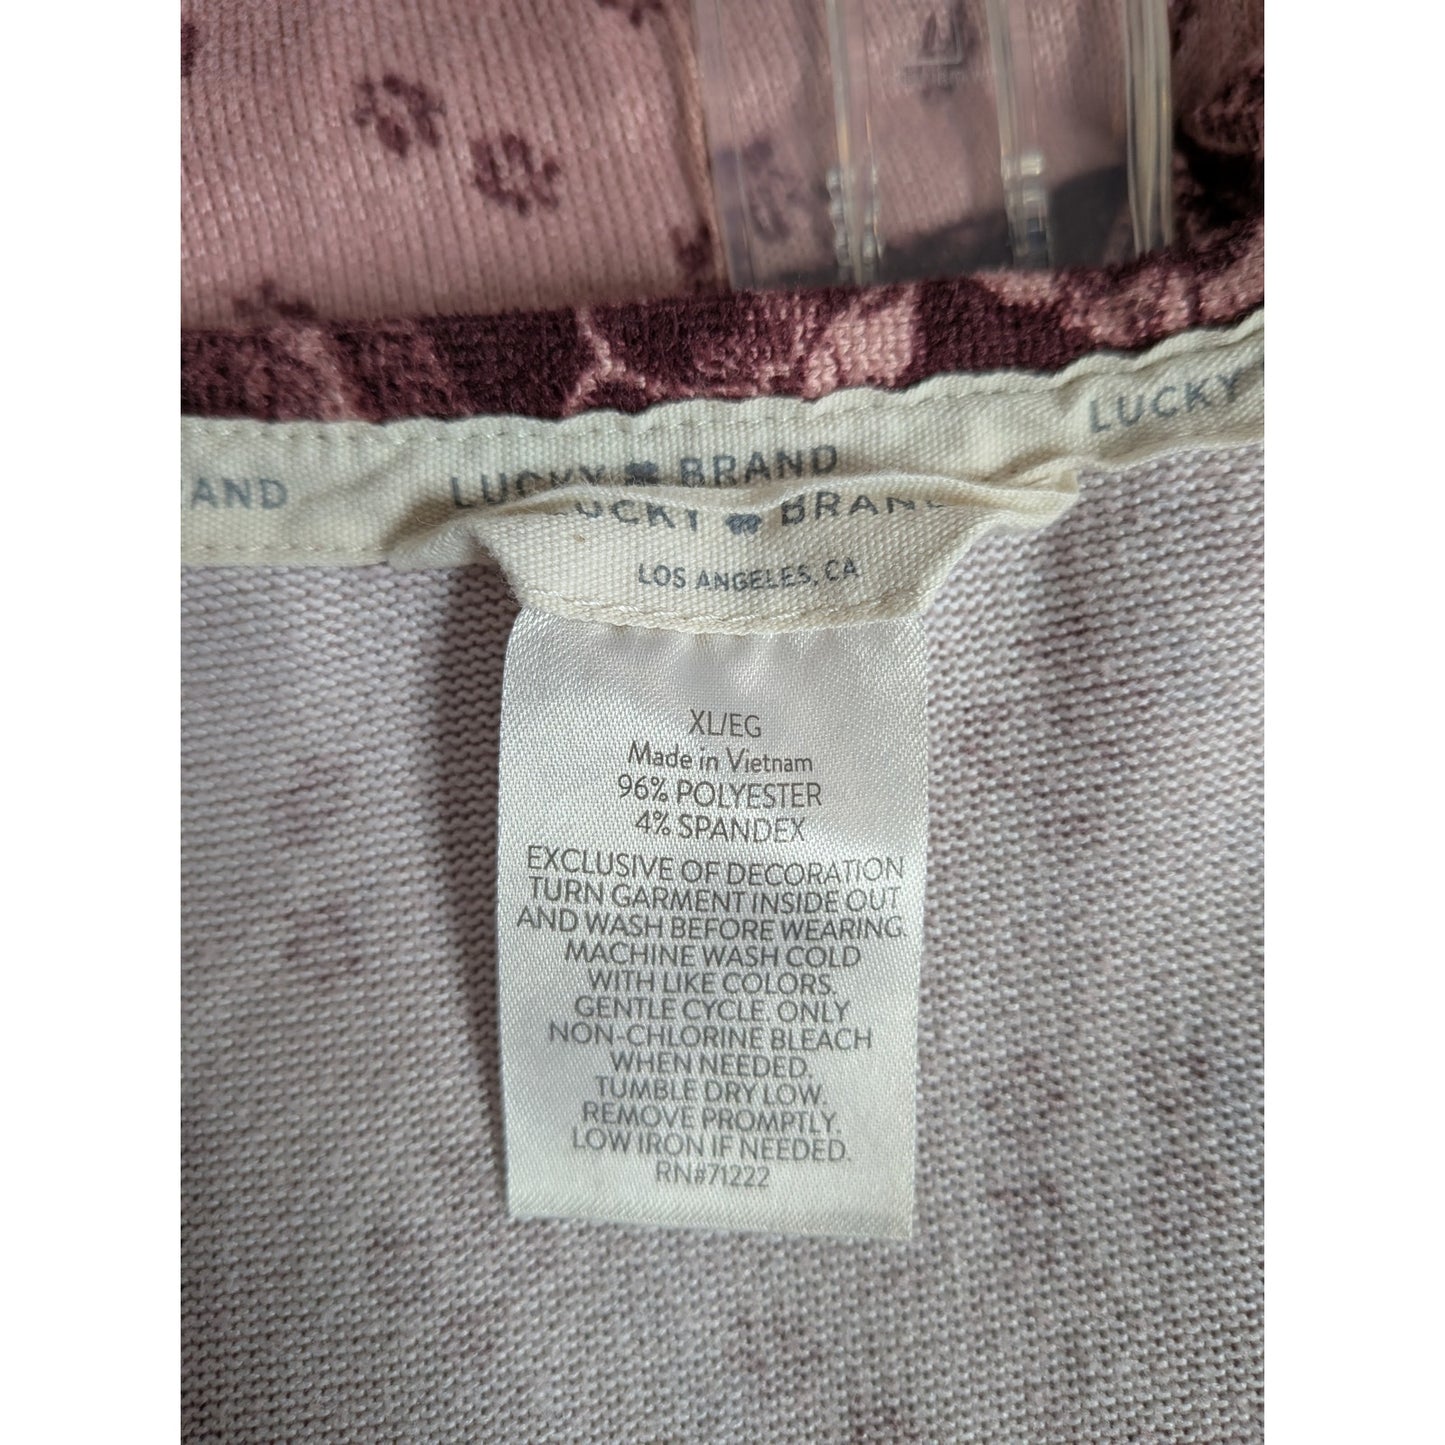 LUCKY
AND LUCKY BRAND
LUCKY BRAND
LOS ANGELES, CA
XL/EG
Made in Vietnam
96% POLYESTER
4% SPANDEX
EXCLUSIVE OF DECORATION
TURN GARMENT INSIDE OUT
AND WASH BEFORE WEARING.
MACHINE WASH COLD
WITH LIKE COLORS.
GENTLE CYCLE. ONLY
NON-CHLORINE BLEACH
WHEN NEEDED.
TUMBLE DRY LOW.
REMOVE PROMPTLY.
LOW IRON IF NEEDED.
RN#71222